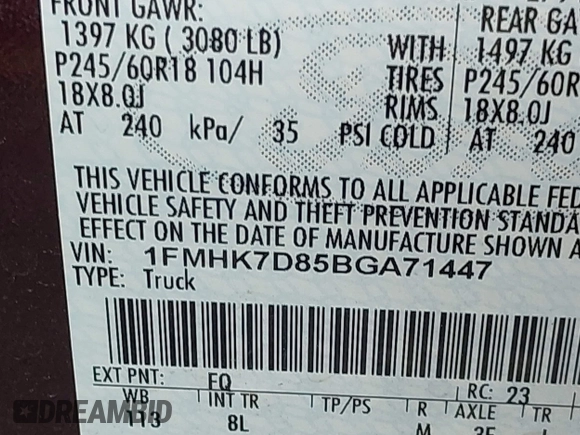 FRONT GAWR:
1397 KG ( 3080 LB)
P245/60R18 104H
18X8.0J
AT 240 kPa/ 35 PSI COLD
REAR GA
WITH 1497 KG
TIRES P245/60R
RIMS 18X8.0J
AT 240
THIS VEHICLE CONFORMS TO ALL APPLICABLE FED
VEHICLE SAFETY AND THEFT PREVENTION STANDA
EFFECT ON THE DATE OF MANUFACTURE SHOWN A
VIN: 1FMHK7D85BGA71447
TYPE: Truck
EXT PNT: FQ RC: 23
WB INT TR TP/PS R AXLE TR
113 8L M
DREAMBID